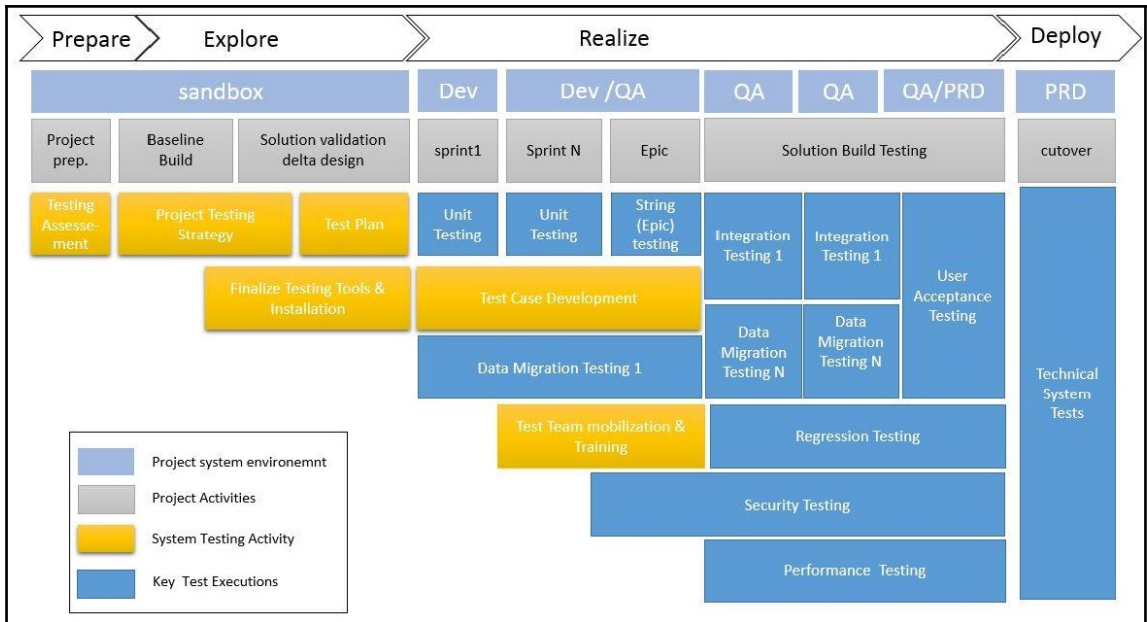 Prepare
Explore
Realize
Deploy
sandbox
Dev
Dev /QA
QA
QA
QA/PRD
PRD
Project
prep.
Baseline
Build
Solution validation
delta design
sprint1
Sprint N
Epic
Solution Build Testing
cutover
Testing
Assesse-
ment
Project Testing
Strategy
Test Plan
Unit
Testing
Unit
Testing
String
(Epic)
testing
Integration
Testing 1
Integration
Testing 1
User
Acceptance
Testing
Technical
System
Tests
Finalize Testing Tools &
Installation
Test Case Development
Data
Migration
Testing N
Data
Migration
Testing N
Data Migration Testing 1
Test Team mobilization &
Training
Regression Testing
Security Testing
Performance Testing
Project system environemnt
Project Activities
System Testing Activity
Key Test Executions